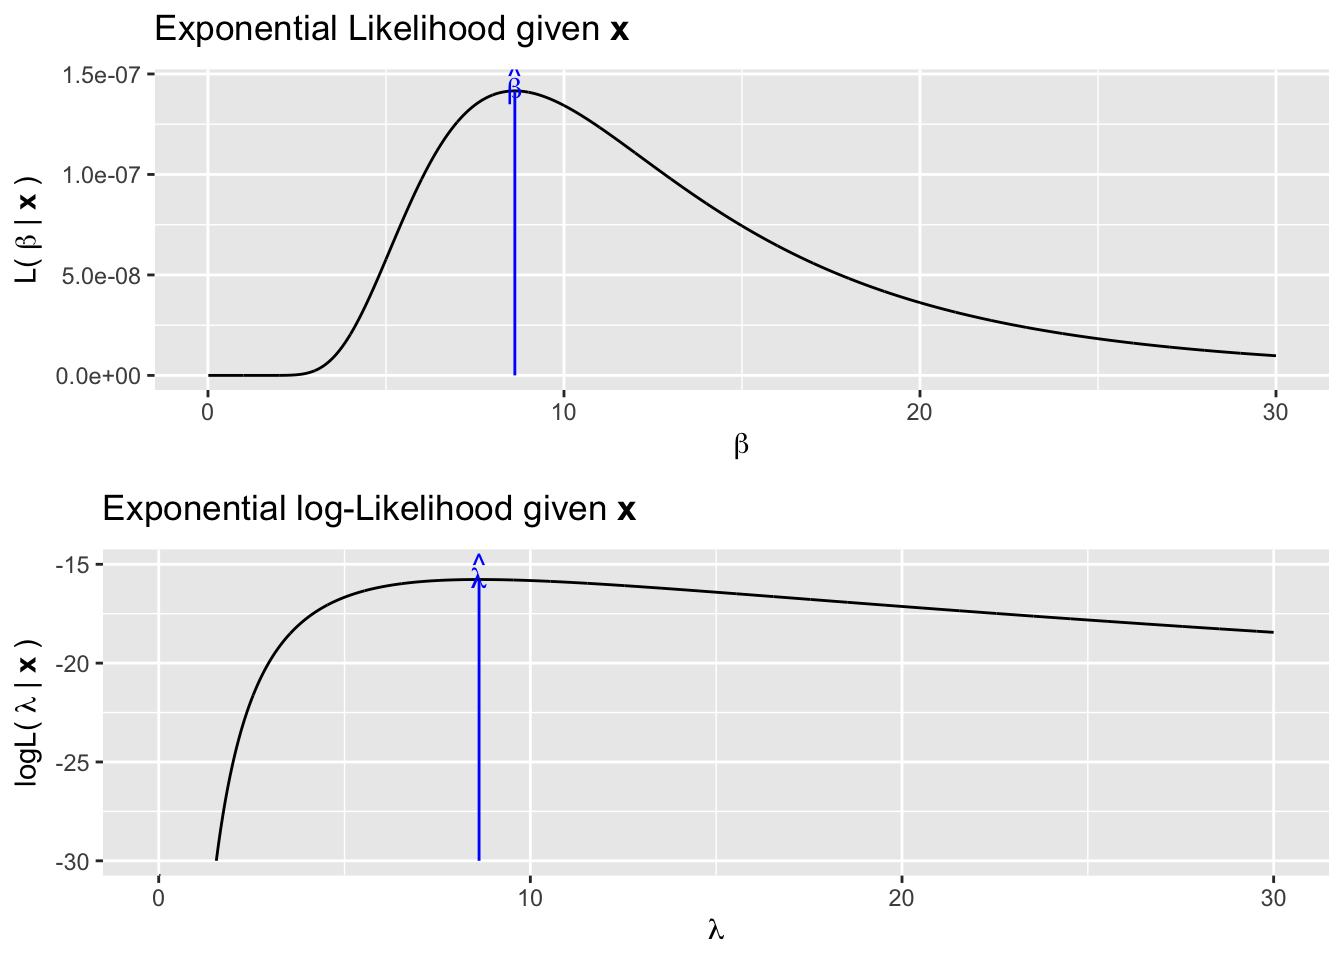 Exponential Likelihood given x
1.5e-07
1.0e-07
5.0e-08
0.0e+00
L( β | x )
β̂
0 10 20 30
β
Exponential log-Likelihood given x
-15
-20
-25
-30
logL( λ | x )
λ̂
0 10 20 30
λ